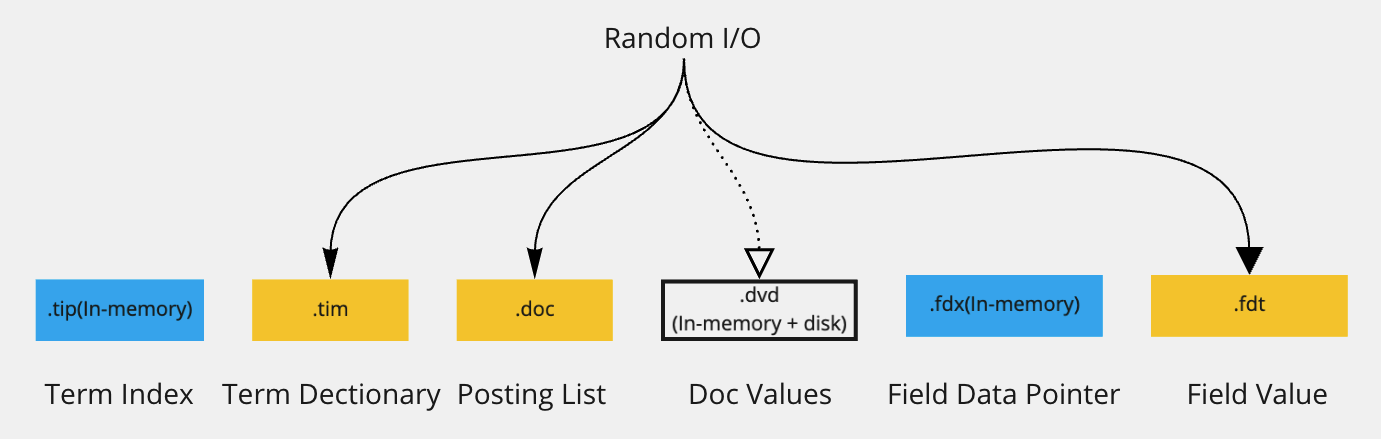 Random I/O
.tip(In-memory)
.tim
.doc
.dvd
(In-memory + disk)
.fdx(In-memory)
.fdt
Term Index
Term Dectionary
Posting List
Doc Values
Field Data Pointer
Field Value